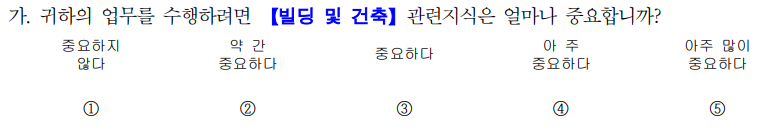 가. 귀하의 업무를 수행하려면 【빌딩 및 건축】 관련지식은 얼마나 중요합니까?
중요하지 약 간 중요하다 아 주 아주 많이
않다 중요하다 중요하다 중요하다
① ② ③ ④ ⑤